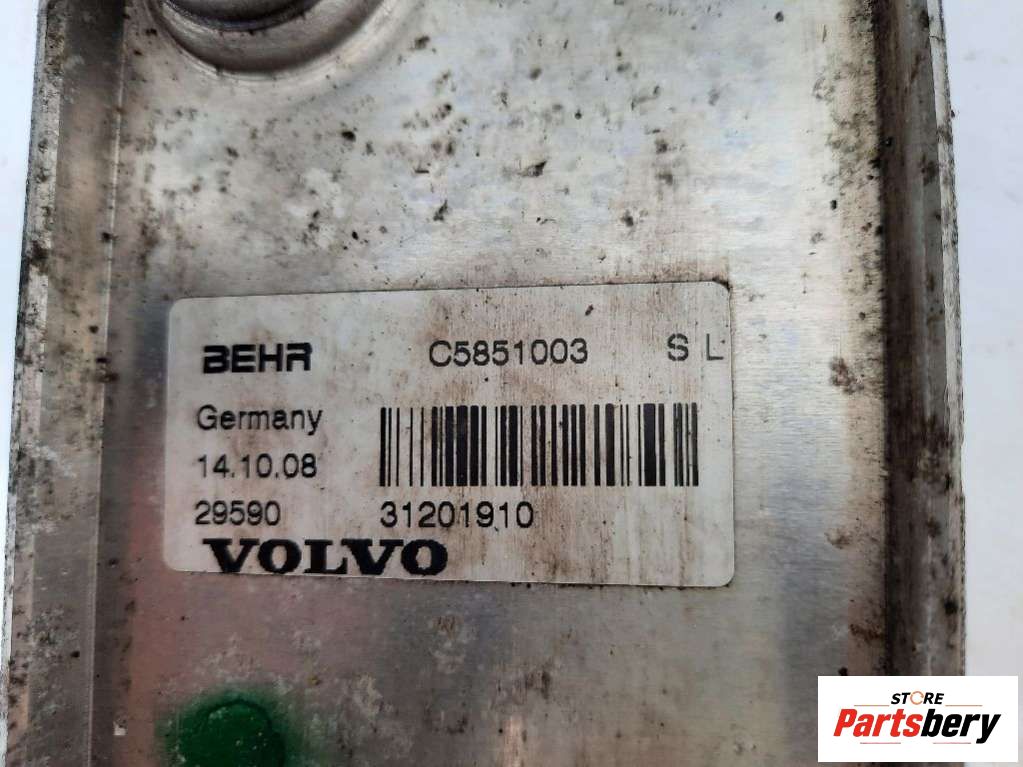 BEHR C5851003 S L
Germany
14.10.08
29590 31201910
VOLVO
STORE
Partsbery